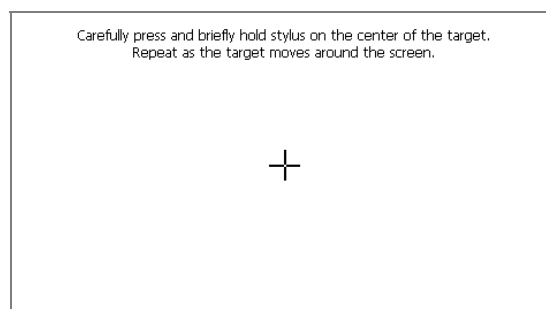 Carefully press and briefly hold stylus on the center of the target.
Repeat as the target moves around the screen.